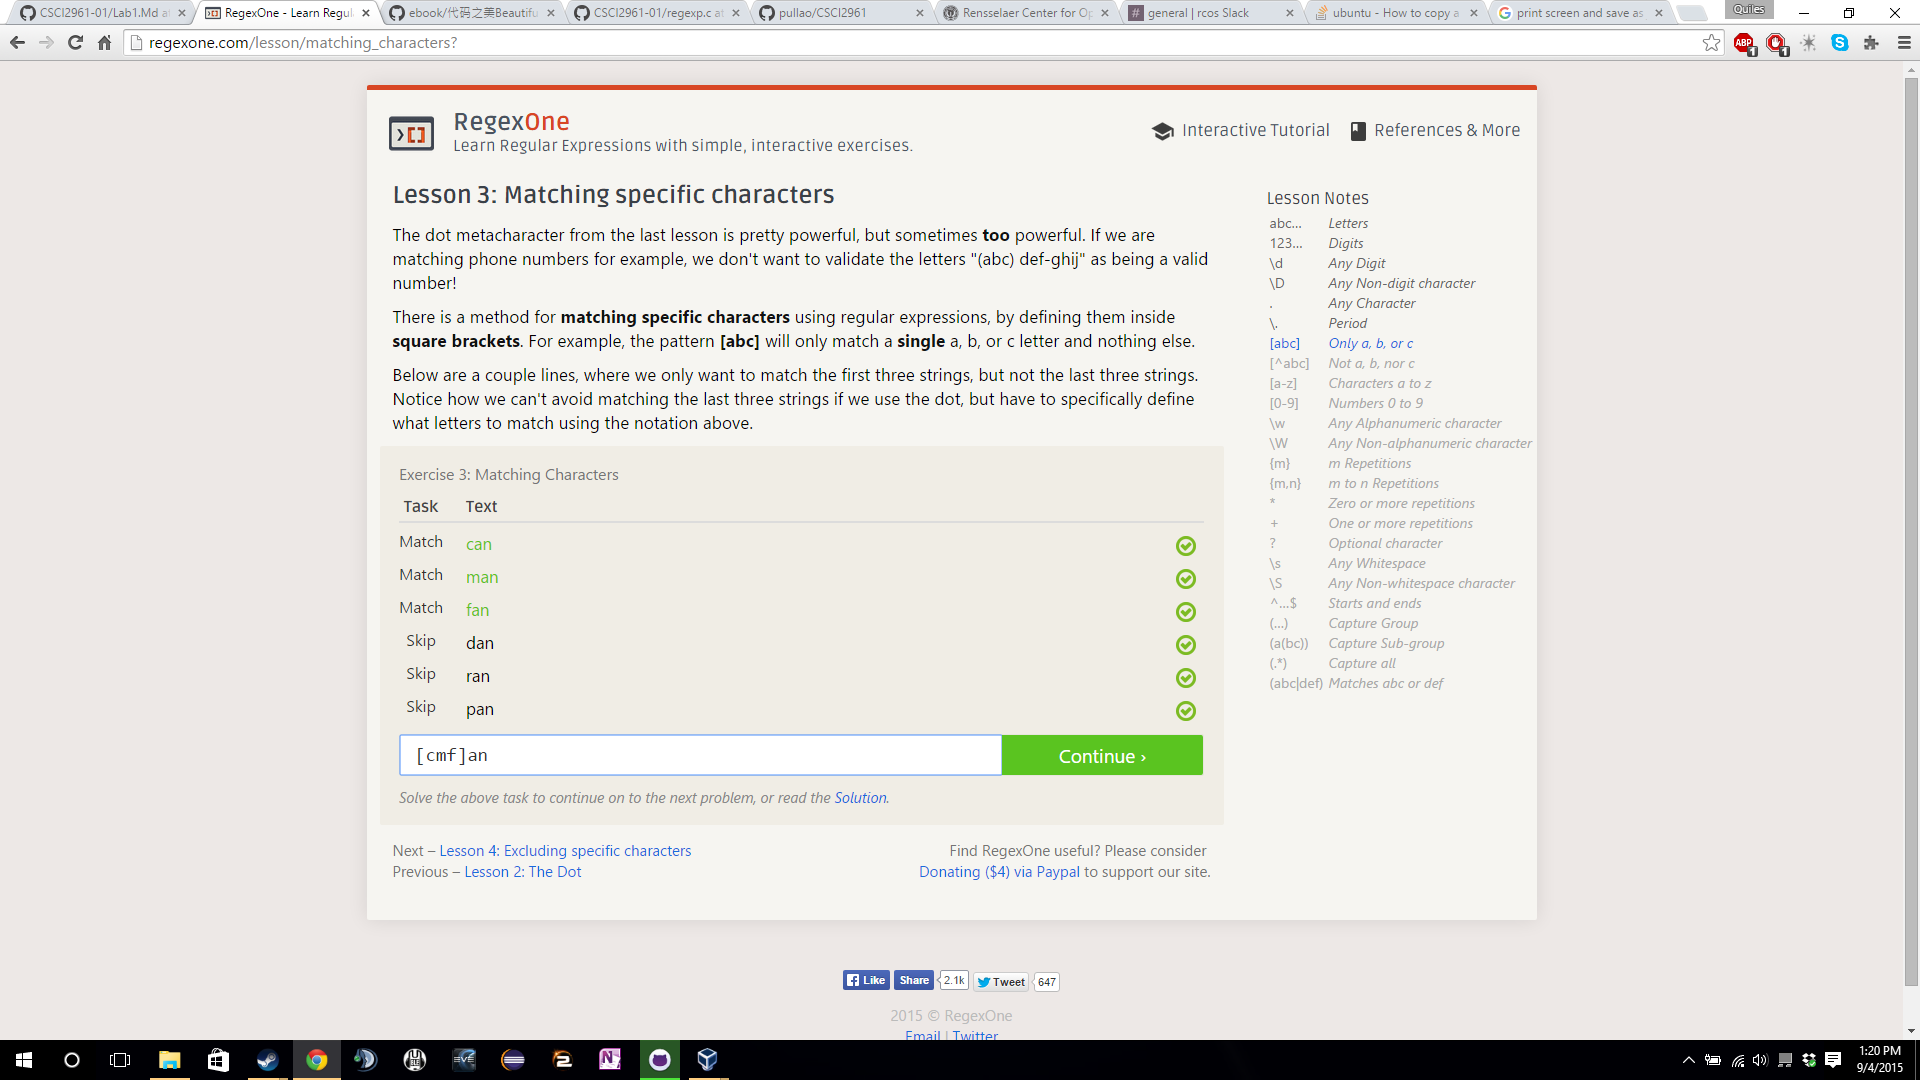 CSCI2961-01/Lab1.Md at
RegexOne - Learn Regula
ebook/代码之美Beautifu
CSCI2961-01/regexp.c at
pullao/CSCI2961
Rensselaer Center for Op
general | rcos Slack
ubuntu - How to copy a
print screen and save as
Quiles
regexone.com/lesson/matching_characters?
ABP
1
1
RegexOne
Learn Regular Expressions with simple, interactive exercises.
Interactive Tutorial
References & More
Lesson 3: Matching specific characters
The dot metacharacter from the last lesson is pretty powerful, but sometimes too powerful. If we are
matching phone numbers for example, we don't want to validate the letters "(abc) def-ghij" as being a valid
number!
There is a method for matching specific characters using regular expressions, by defining them inside
square brackets. For example, the pattern [abc] will only match a single a, b, or c letter and nothing else.
Below are a couple lines, where we only want to match the first three strings, but not the last three strings.
Notice how we can't avoid matching the last three strings if we use the dot, but have to specifically define
what letters to match using the notation above.
Exercise 3: Matching Characters
Task Text
Match can
Match man
Match fan
Skip dan
Skip ran
Skip pan
[cmf]an
Continue ›
Solve the above task to continue on to the next problem, or read the Solution.
Next – Lesson 4: Excluding specific characters
Previous – Lesson 2: The Dot
Find RegexOne useful? Please consider
Donating ($4) via Paypal to support our site.
Lesson Notes
abc... Letters
123... Digits
\d Any Digit
\D Any Non-digit character
. Any Character
\. Period
[abc] Only a, b, or c
[^abc] Not a, b, nor c
[a-z] Characters a to z
[0-9] Numbers 0 to 9
\w Any Alphanumeric character
\W Any Non-alphanumeric character
{m} m Repetitions
{m,n} m to n Repetitions
* Zero or more repetitions
+ One or more repetitions
? Optional character
\s Any Whitespace
\S Any Non-whitespace character
^...$ Starts and ends
(...) Capture Group
(a(bc)) Capture Sub-group
(.*) Capture all
(abc|def) Matches abc or def
Like Share 2.1k Tweet 647
2015 © RegexOne
Email | Twitter
EVE
N
1:20 PM
9/4/2015